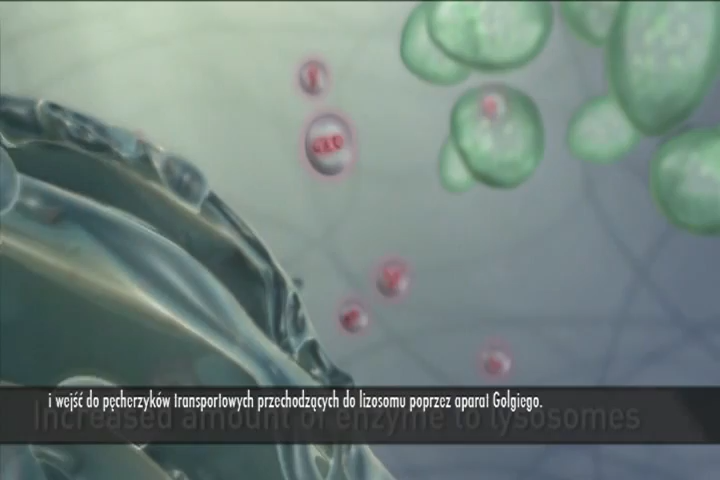 i wejść do pęcherzyków transportowych przechodzących do lizosomu poprzez aparat Golgiego.
Increased amount of enzyme to lysosomes